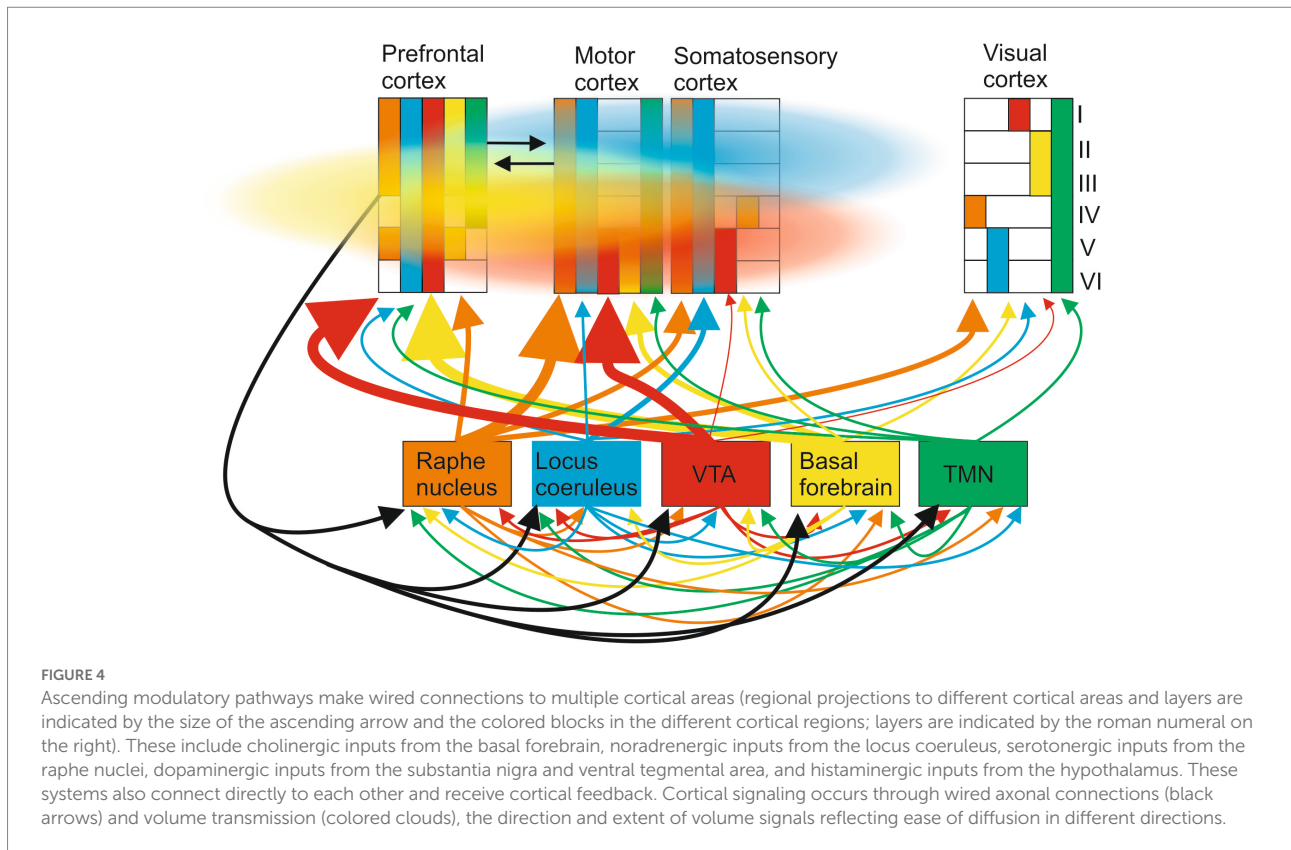 Prefrontal
cortex
Motor
cortex
Somatosensory
cortex
Visual
cortex
I
II
III
IV
V
VI
Raphe
nucleus
Locus
coeruleus
VTA
Basal
forebrain
TMN
FIGURE 4
Ascending modulatory pathways make wired connections to multiple cortical areas (regional projections to different cortical areas and layers are
indicated by the size of the ascending arrow and the colored blocks in the different cortical regions; layers are indicated by the roman numeral on
the right). These include cholinergic inputs from the basal forebrain, noradrenergic inputs from the locus coeruleus, serotonergic inputs from the
raphe nuclei, dopaminergic inputs from the substantia nigra and ventral tegmental area, and histaminergic inputs from the hypothalamus. These
systems also connect directly to each other and receive cortical feedback. Cortical signaling occurs through wired axonal connections (black
arrows) and volume transmission (colored clouds), the direction and extent of volume signals reflecting ease of diffusion in different directions.